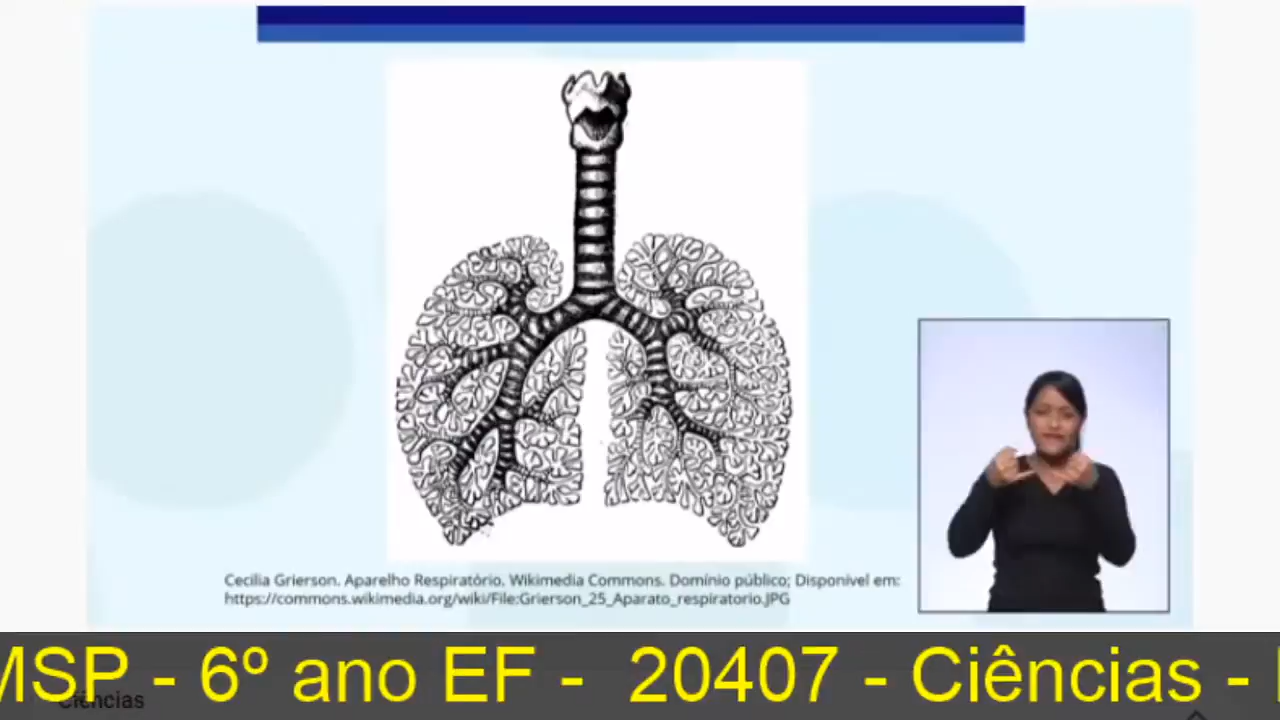 Cecilia Grierson. Aparelho Respiratório. Wikimedia Commons. Domínio público; Disponível em:
https://commons.wikimedia.org/wiki/File:Grierson_25_Aparato_respiratorio.JPG
MSP - 6º ano EF - 20407 - Ciências -
Ciências